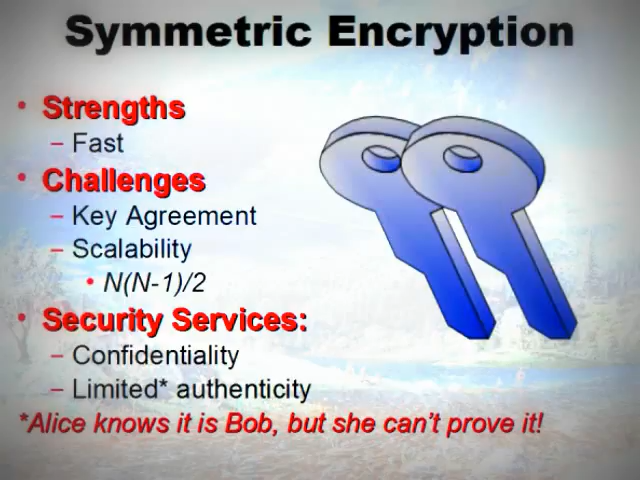 Symmetric Encryption
• Strengths
– Fast
• Challenges
– Key Agreement
– Scalability
• N(N-1)/2
• Security Services:
– Confidentiality
– Limited* authenticity
*Alice knows it is Bob, but she can't prove it!